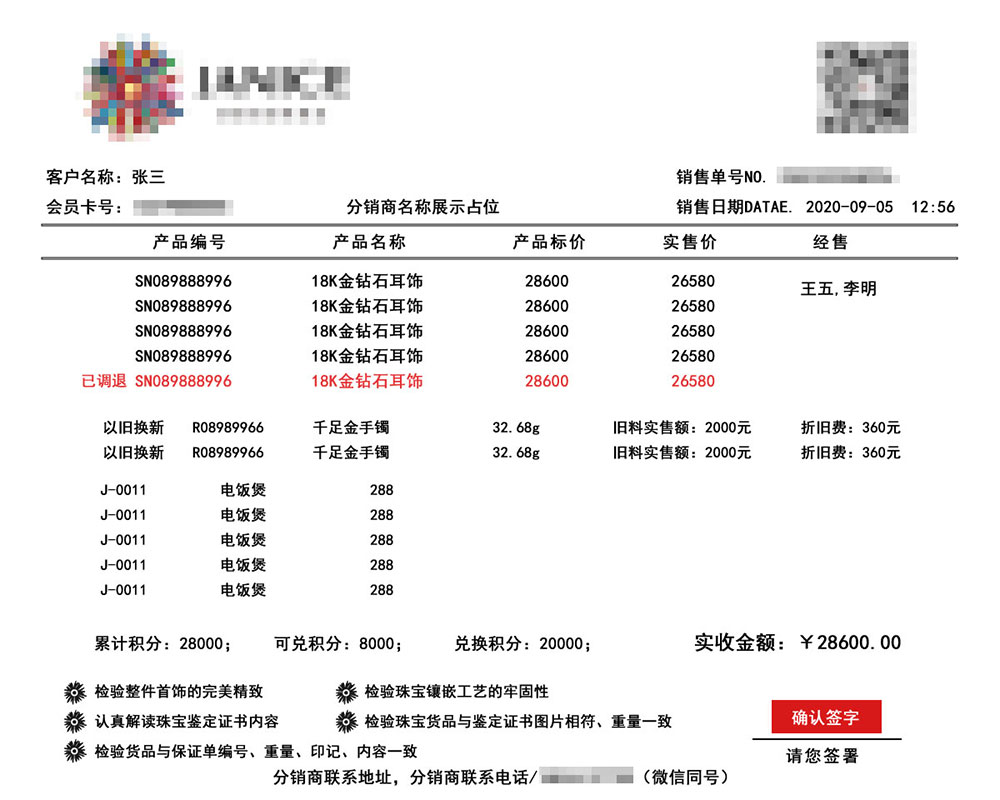 客户名称：张三 销售单号NO.
会员卡号： 分销商名称展示占位 销售日期DATAE. 2020-09-05 12:56
产品编号 产品名称 产品标价 实售价 经售
SN089888996 18K金钻石耳饰 28600 26580 王五,李明
SN089888996 18K金钻石耳饰 28600 26580
SN089888996 18K金钻石耳饰 28600 26580
SN089888996 18K金钻石耳饰 28600 26580
已调退 SN089888996 18K金钻石耳饰 28600 26580
以旧换新 R08989966 千足金手镯 32.68g 旧料实售额：2000元 折旧费：360元
以旧换新 R08989966 千足金手镯 32.68g 旧料实售额：2000元 折旧费：360元
J-0011 电饭煲 288
J-0011 电饭煲 288
J-0011 电饭煲 288
J-0011 电饭煲 288
J-0011 电饭煲 288
累计积分：28000； 可兑积分：8000； 兑换积分：20000； 实收金额：￥28600.00
检验整件首饰的完美精致 检验珠宝镶嵌工艺的牢固性
认真解读珠宝鉴定证书内容 检验珠宝货品与鉴定证书图片相符、重量一致 确认签字
检验货品与保证单编号、重量、印记、内容一致 请您签署
分销商联系地址，分销商联系电话/ （微信同号）